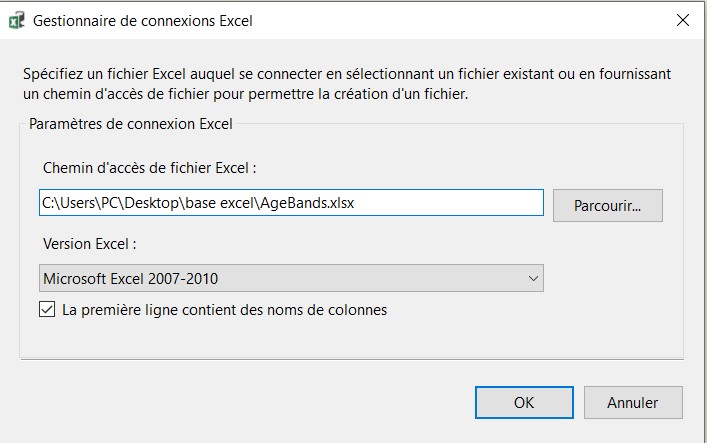 Gestionnaire de connexions Excel
Spécifiez un fichier Excel auquel se connecter en sélectionnant un fichier existant ou en fournissant
un chemin d'accès de fichier pour permettre la création d'un fichier.
Paramètres de connexion Excel
Chemin d'accès de fichier Excel :
C:\Users\PC\Desktop\base excel\AgeBands.xlsx
Parcourir...
Version Excel :
Microsoft Excel 2007-2010
La première ligne contient des noms de colonnes
OK
Annuler